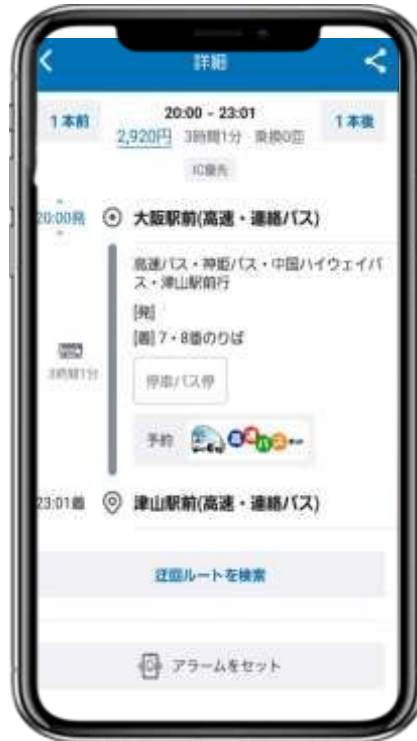 詳細
1本前
20:00 - 23:01
1本後
2,920円 3時間1分 乗換0回
IC優先
20:00発
大阪駅前(高速・連絡バス)
高速バス・神姫バス・中国ハイウェイバ
ス・津山駅前行
[発]
[着] 7・8番のりば
3時間1分
停車バス停
予約
高速バス
23:01着
津山駅前(高速・連絡バス)
迂回ルートを検索
アラームをセット